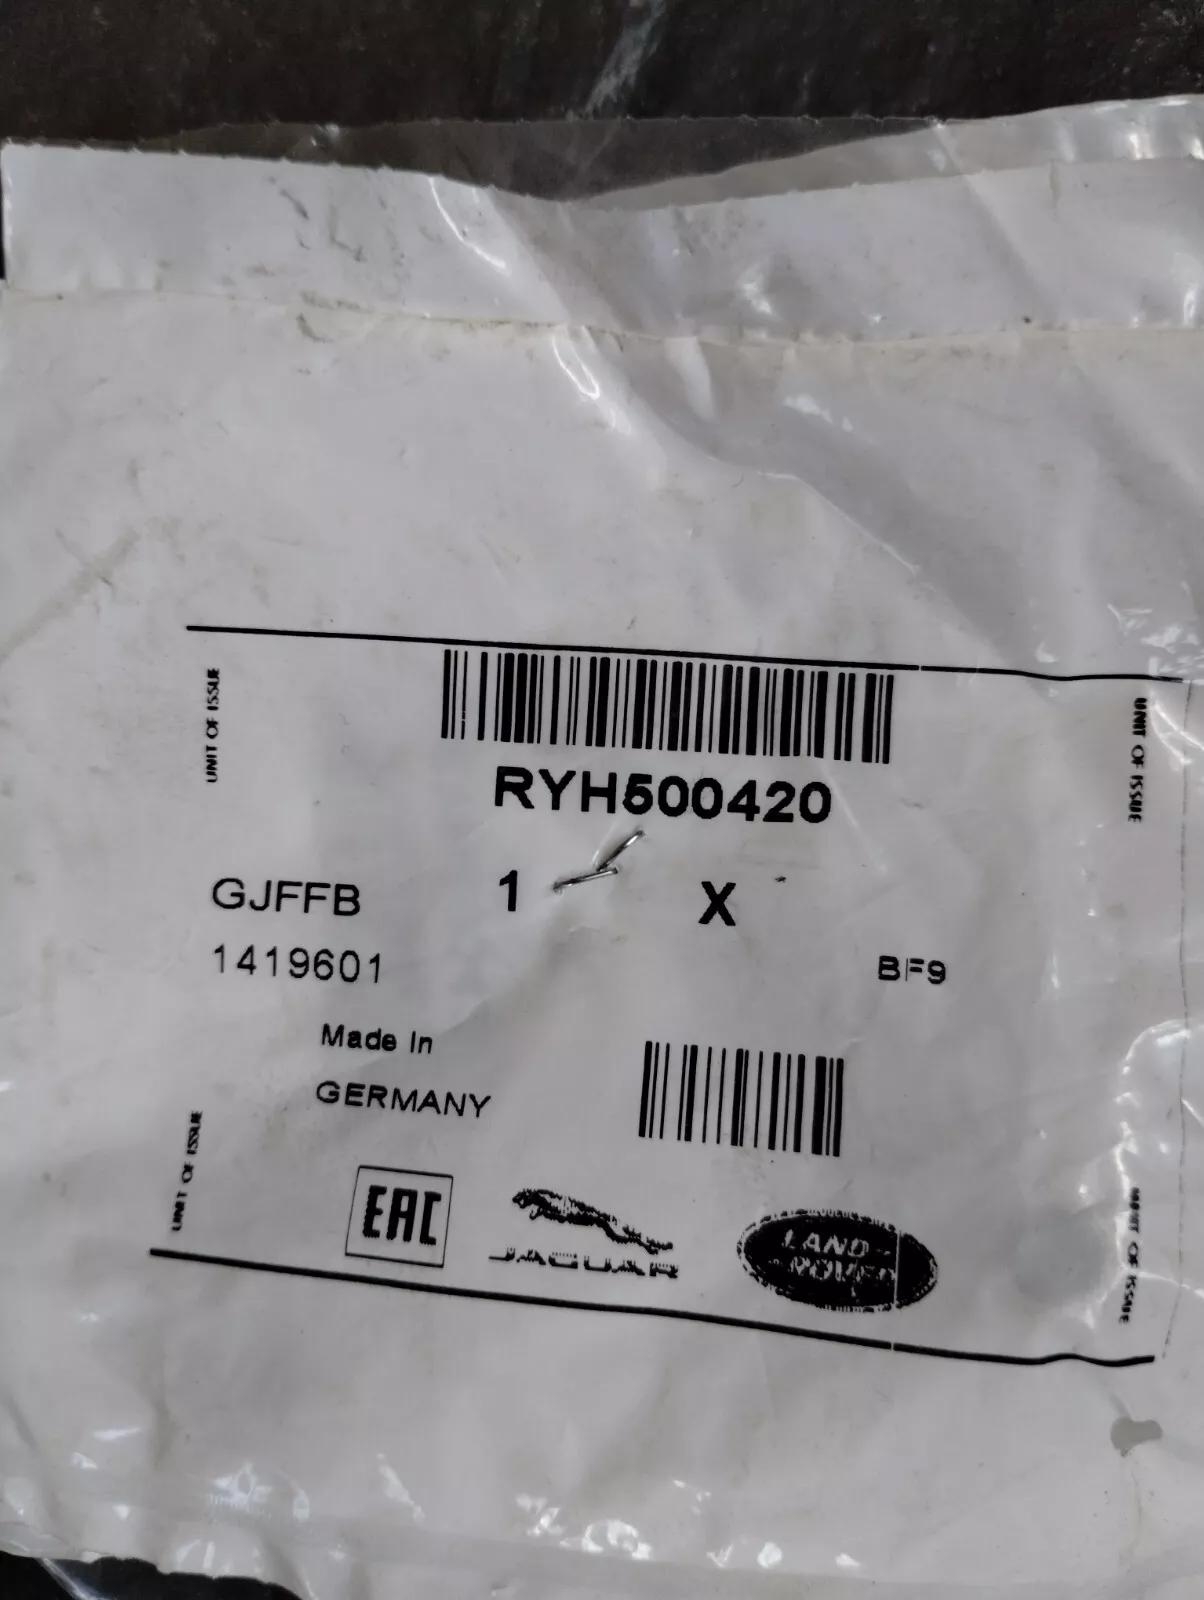 UNIT OF ISSUE
UNIT OF ISSUE
RYH500420
GJFFB 1 X
1419601 BF9
Made In
GERMANY
UNIT OF ISSUE
UNIT OF ISSUE
EAC
JAGUAR
LAND-
-ROVER